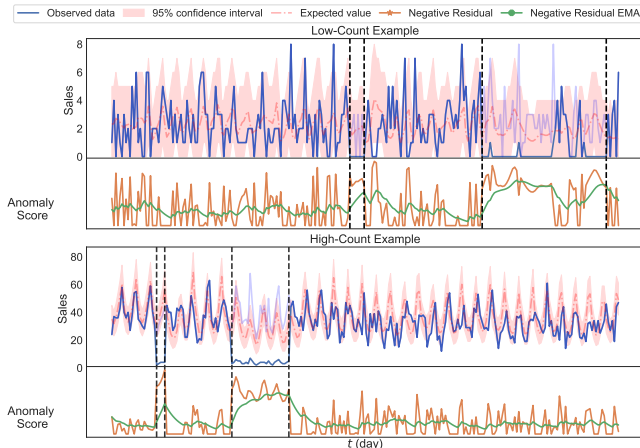 Observed data 95% confidence interval Expected value Negative Residual Negative Residual EMA
Low-Count Example
8
6
4
2
0
Sales
Anomaly
Score
High-Count Example
80
60
40
20
0
Sales
Anomaly
Score
t (day)